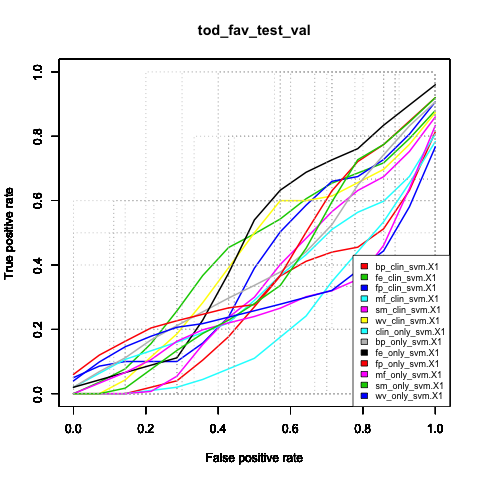 tod_fav_test_val
True positive rate
1.0
0.8
0.6
0.4
0.2
0.0
bp_clin_svm.X1
fe_clin_svm.X1
fp_clin_svm.X1
mf_clin_svm.X1
sm_clin_svm.X1
wv_clin_svm.X1
clin_only_svm.X1
bp_only_svm.X1
fe_only_svm.X1
fp_only_svm.X1
mf_only_svm.X1
sm_only_svm.X1
wv_only_svm.X1
0.0 0.2 0.4 0.6 0.8 1.0
False positive rate